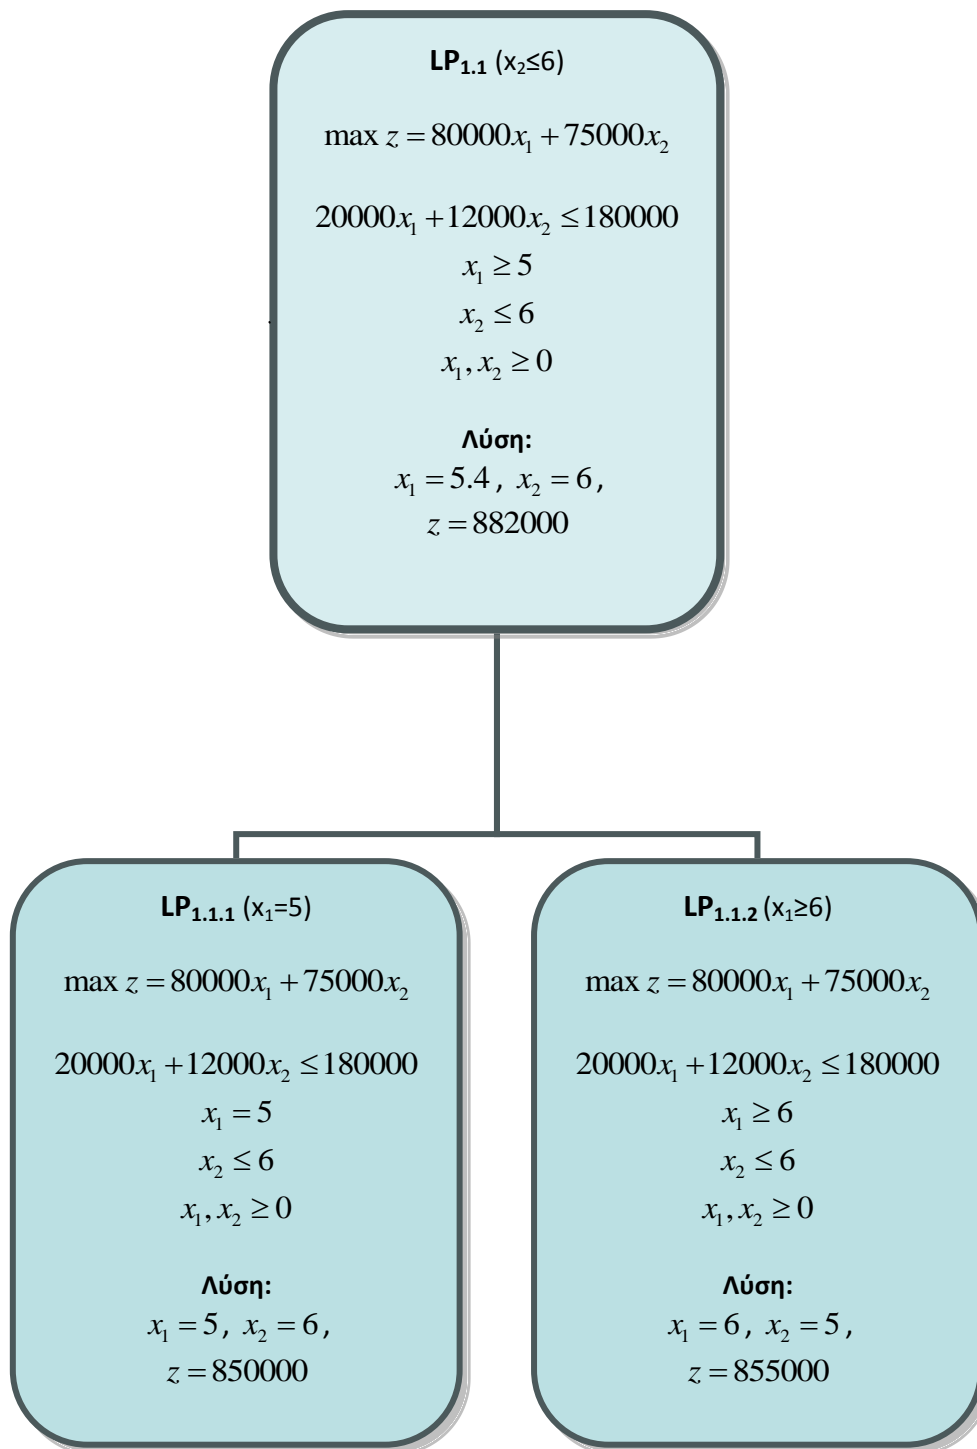 LP1.1 (x2≤6)
max z = 80000x1 + 75000x2
20000x1 + 12000x2 ≤ 180000
x1 ≥ 5
x2 ≤ 6
x1, x2 ≥ 0
Λύση:
x1 = 5.4, x2 = 6,
z = 882000
LP1.1.1 (x1=5)
max z = 80000x1 + 75000x2
20000x1 + 12000x2 ≤ 180000
x1 = 5
x2 ≤ 6
x1, x2 ≥ 0
Λύση:
x1 = 5, x2 = 6,
z = 850000
LP1.1.2 (x1≥6)
max z = 80000x1 + 75000x2
20000x1 + 12000x2 ≤ 180000
x1 ≥ 6
x2 ≤ 6
x1, x2 ≥ 0
Λύση:
x1 = 6, x2 = 5,
z = 855000